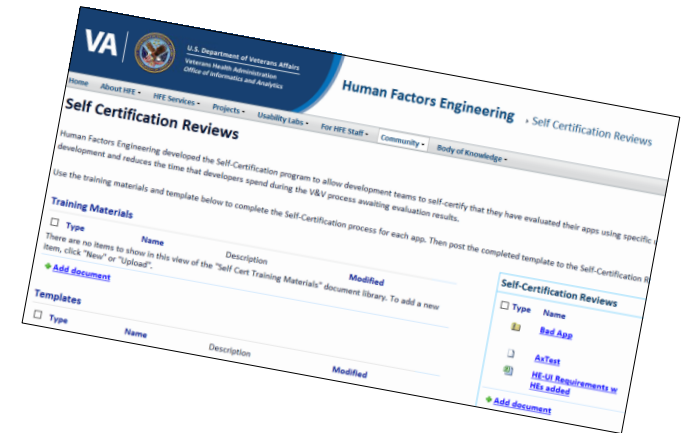 VA
U.S. Department of Veterans Affairs
Veterans Health Administration
Office of Informatics and Analytics
Human Factors Engineering › Self Certification Reviews
Home About HFE HFE Services Projects Usability Labs For HFE Staff Community Body of Knowledge
Self Certification Reviews
Human Factors Engineering developed the Self-Certification program to allow development teams to self-certify that they have evaluated their apps using specific
development and reduces the time that developers spend during the V&V process awaiting evaluation results.
Use the training materials and template below to complete the Self-Certification process for each app. Then post the completed template to the Self-Certification R
Training Materials
Type Name Description Modified
There are no items to show in this view of the "Self Cert Training Materials" document library. To add a new
item, click "New" or "Upload".
Add document
Templates
Type Name Description Modified
Self-Certification Reviews
Type Name
Bad App
AxTest
HE-UI Requirements w
HEs added
Add document